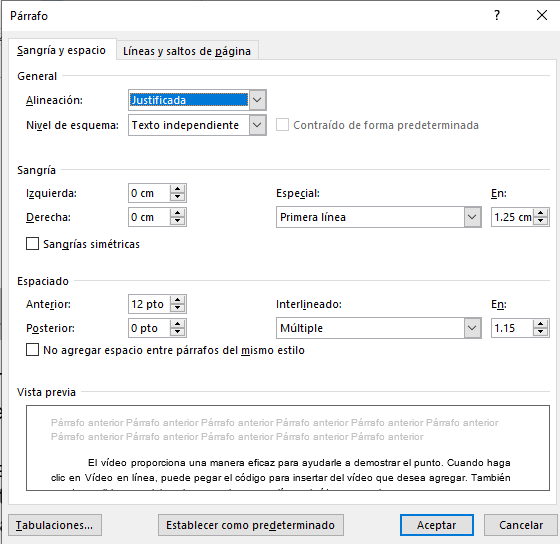 Párrafo ? ×
Sangría y espacio Líneas y saltos de página
General
Alineación: Justificada
Nivel de esquema: Texto independiente Contraído de forma predeterminada
Sangría
Izquierda: 0 cm Especial: En:
Derecha: 0 cm Primera línea 1.25 cm
Sangrías simétricas
Espaciado
Anterior: 12 pto Interlineado: En:
Posterior: 0 pto Múltiple 1.15
No agregar espacio entre párrafos del mismo estilo
Vista previa
Párrafo anterior Párrafo anterior Párrafo anterior Párrafo anterior Párrafo anterior Párrafo anterior
Párrafo anterior Párrafo anterior Párrafo anterior Párrafo anterior Párrafo anterior
El vídeo proporciona una manera eficaz para ayudarle a demostrar el punto. Cuando haga
clic en Vídeo en línea, puede pegar el código para insertar del vídeo que desea agregar. También
Tabulaciones... Establecer como predeterminado Aceptar Cancelar